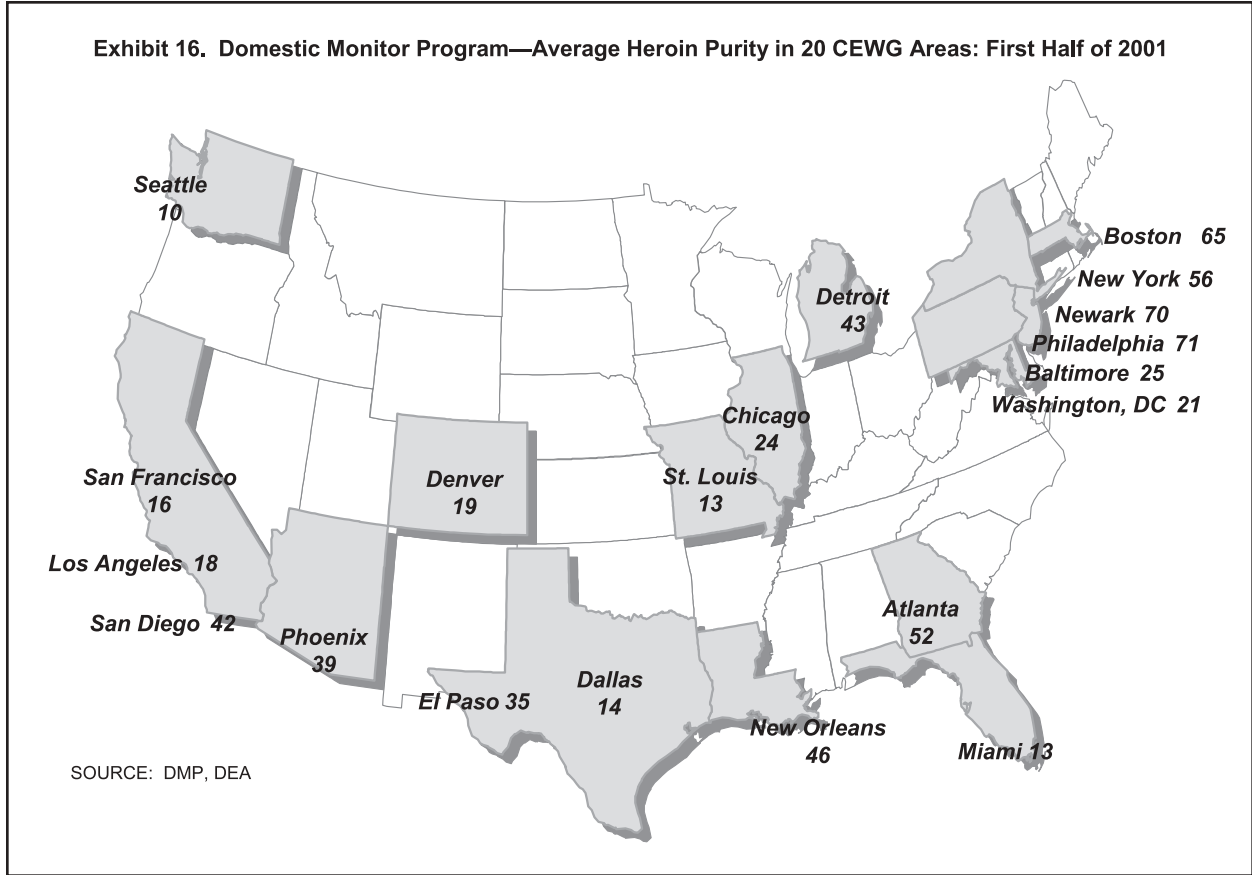 Exhibit 16. Domestic Monitor Program—Average Heroin Purity in 20 CEWG Areas: First Half of 2001
Seattle
10
Boston 65
New York 56
Detroit
43
Newark 70
Philadelphia 71
Baltimore 25
Washington, DC 21
Chicago
24
San Francisco
16
Denver
19
St. Louis
13
Los Angeles 18
San Diego 42
Phoenix
39
Atlanta
52
El Paso 35
Dallas
14
New Orleans
46
Miami 13
SOURCE: DMP, DEA